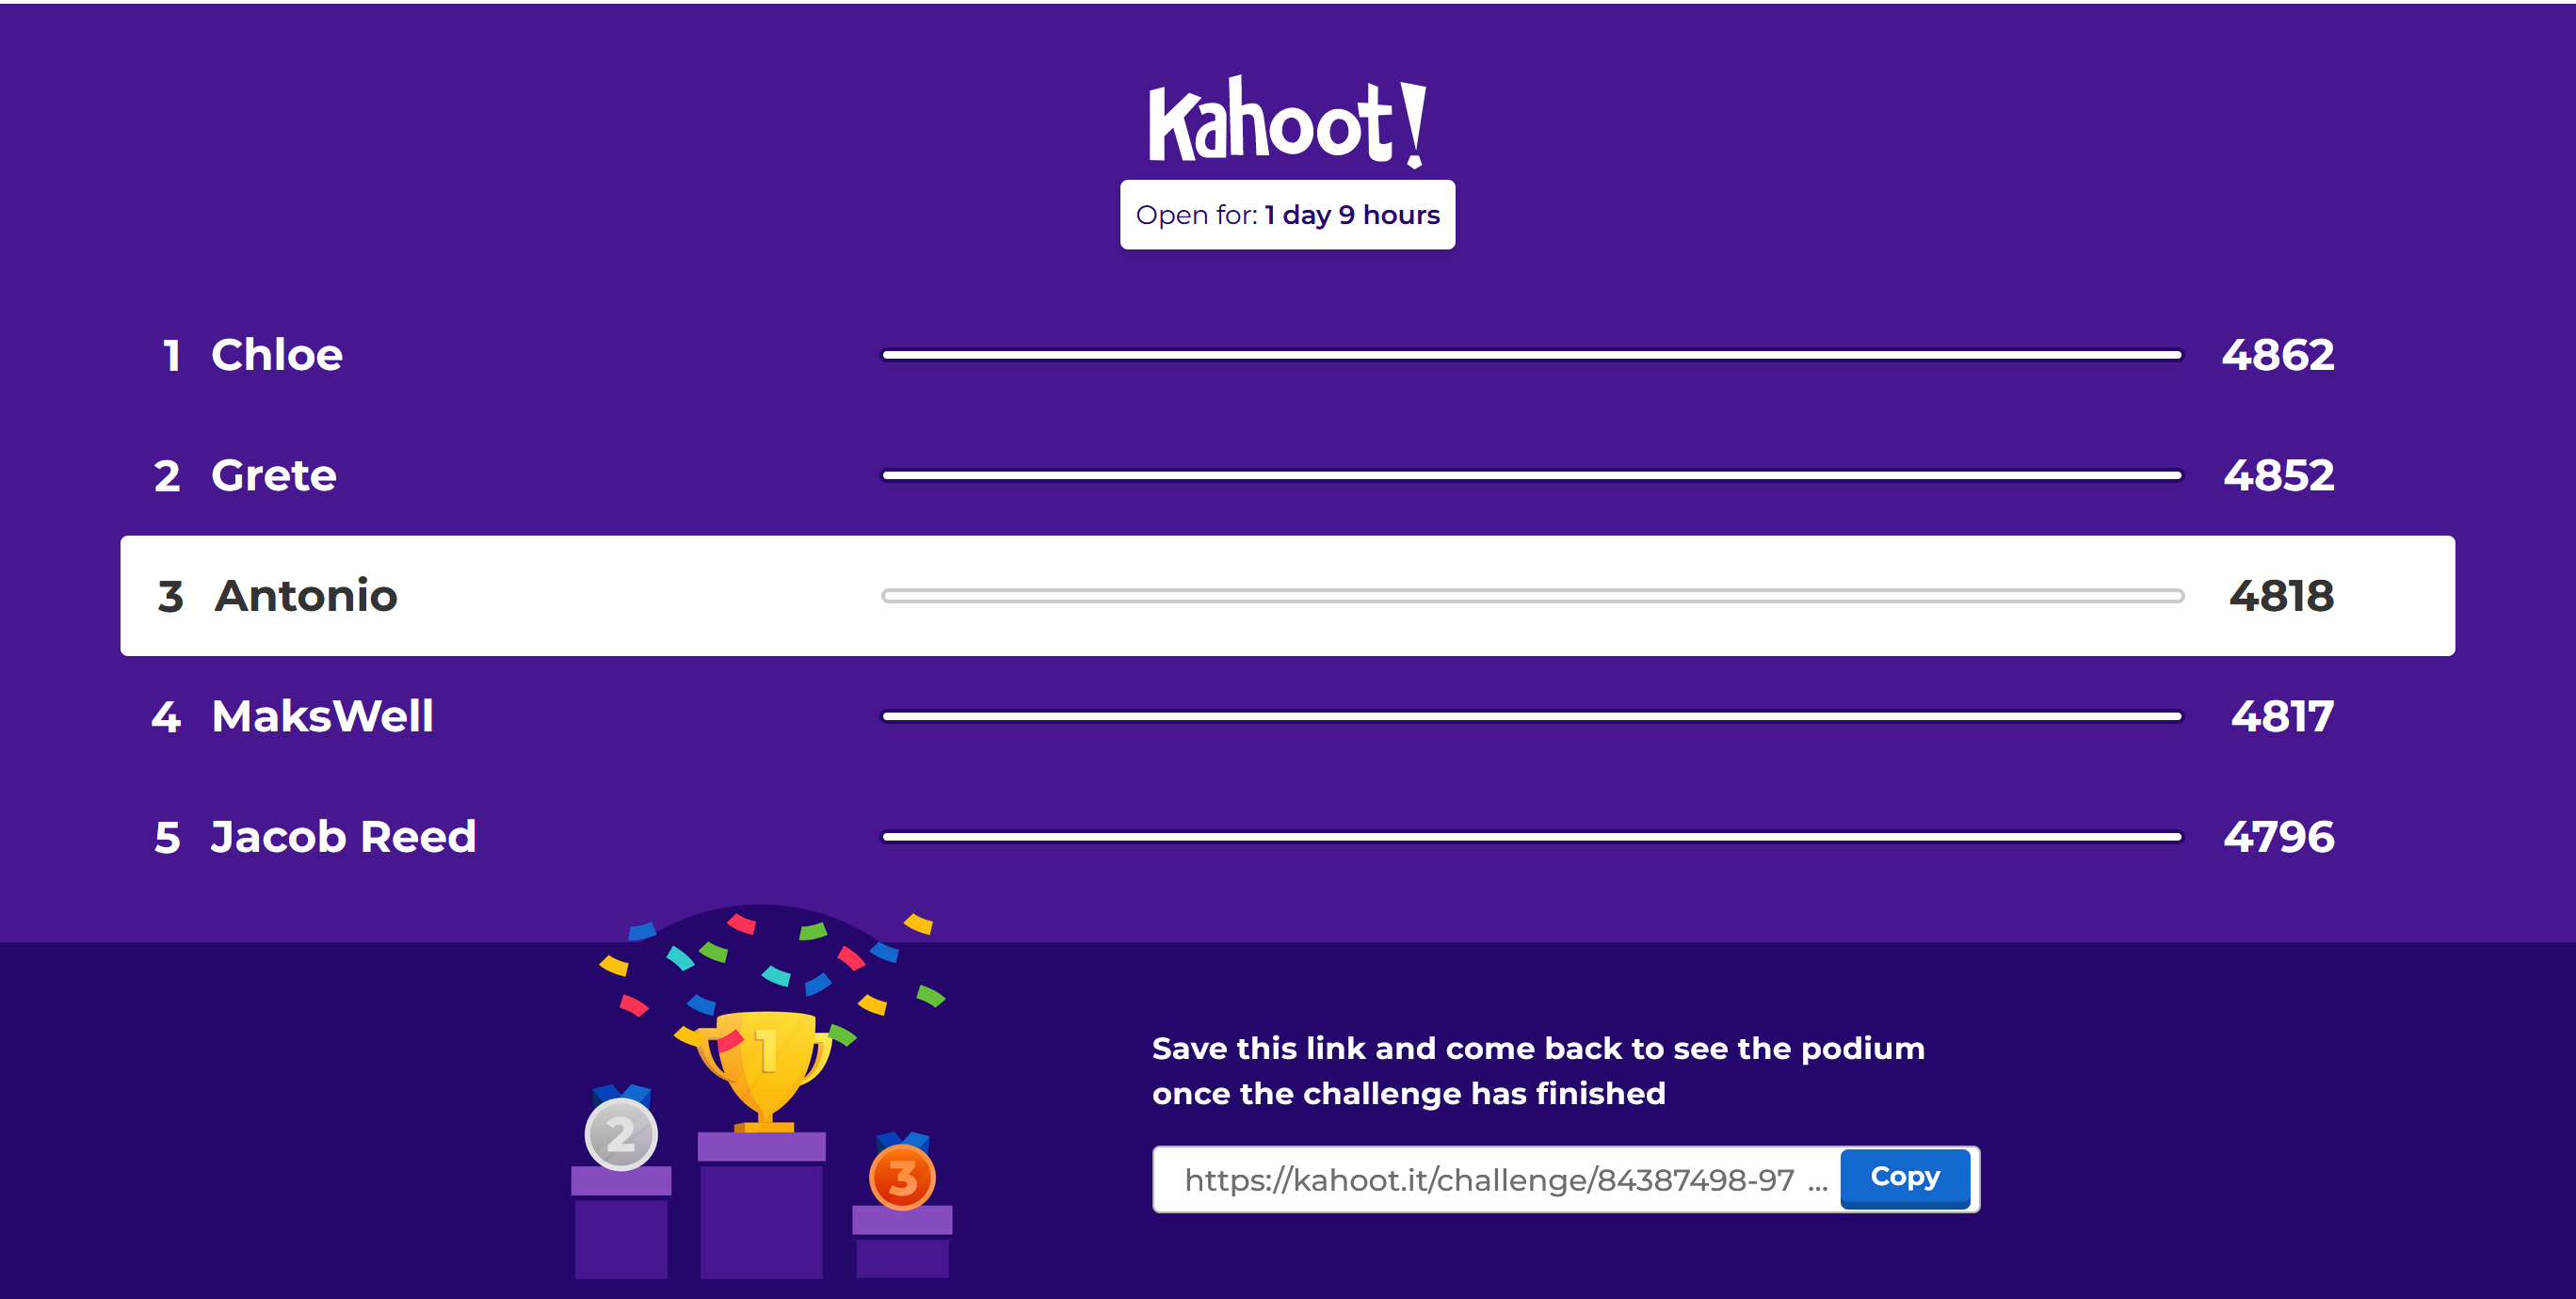 Kahoot!
Open for: 1 day 9 hours
1 Chloe 4862
2 Grete 4852
3 Antonio 4818
4 MaksWell 4817
5 Jacob Reed 4796
1
2
3
Save this link and come back to see the podium
once the challenge has finished
https://kahoot.it/challenge/84387498-97 ... Copy